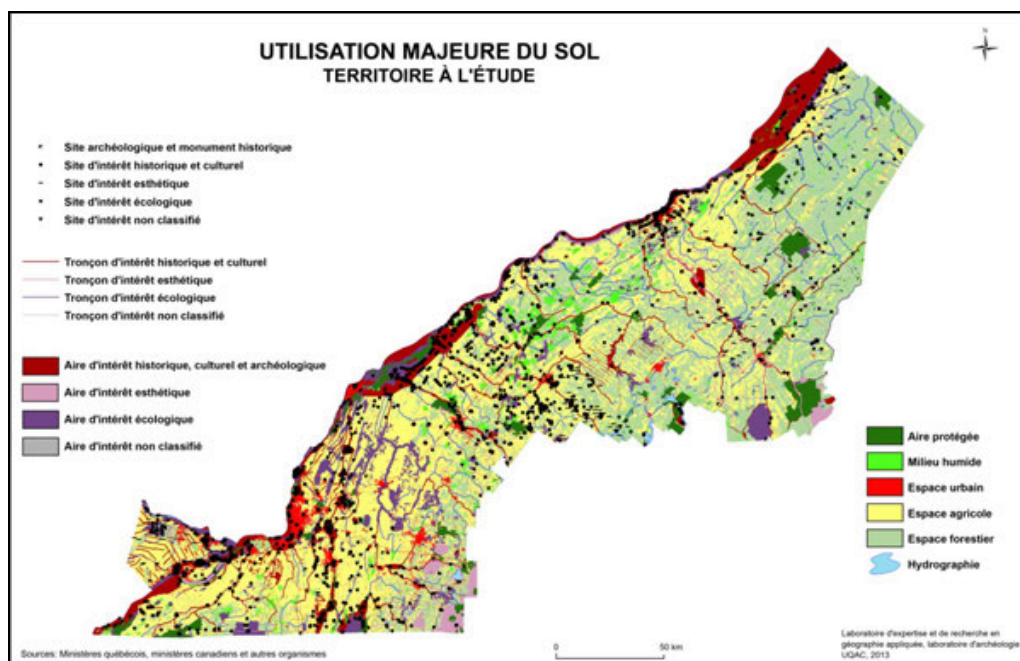 UTILISATION MAJEURE DU SOL
TERRITOIRE À L'ÉTUDE
N
Site archéologique et monument historique
Site d'intérêt historique et culturel
Site d'intérêt esthétique
Site d'intérêt écologique
Site d'intérêt non classifié
Tronçon d'intérêt historique et culturel
Tronçon d'intérêt esthétique
Tronçon d'intérêt écologique
Tronçon d'intérêt non classifié
Aire d'intérêt historique, culturel et archéologique
Aire d'intérêt esthétique
Aire d'intérêt écologique
Aire d'intérêt non classifié
Aire protégée
Milieu humide
Espace urbain
Espace agricole
Espace forestier
Hydrographie
0 50 km
Sources: Ministères québécois, ministères canadiens et autres organismes
Laboratoire d'expertise et de recherche en
géographie appliquée, laboratoire d'archéologie
UQAC, 2013